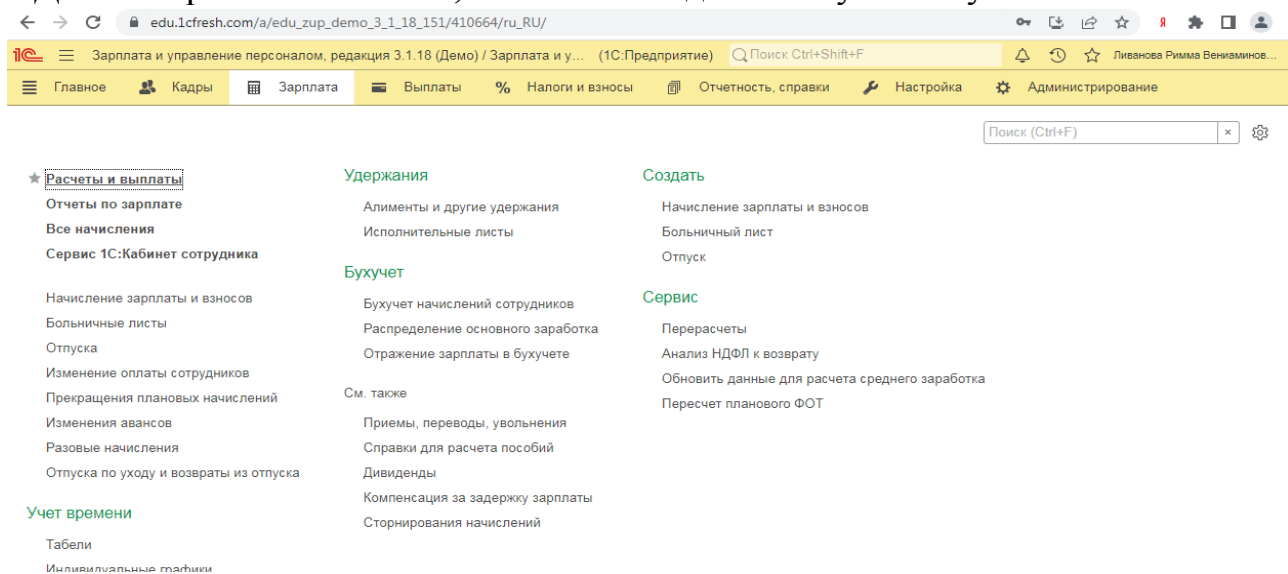 edu.1cfresh.com/a/edu_zup_demo_3_1_18_151/410664/ru_RU/
Я
1С Зарплата и управление персоналом, редакция 3.1.18 (Демо) / Зарплата и у... (1С:Предприятие) Поиск Ctrl+Shift+F Ливанова Римма Вениаминов...
Главное Кадры Зарплата Выплаты % Налоги и взносы Отчетность, справки Настройка Администрирование
Поиск (Ctrl+F) ×
Расчеты и выплаты
Отчеты по зарплате
Все начисления
Сервис 1С:Кабинет сотрудника
Начисление зарплаты и взносов
Больничные листы
Отпуска
Изменение оплаты сотрудников
Прекращения плановых начислений
Изменения авансов
Разовые начисления
Отпуска по уходу и возвраты из отпуска
Учет времени
Табели
Индивидуальные графики
Удержания
Алименты и другие удержания
Исполнительные листы
Бухучет
Бухучет начислений сотрудников
Распределение основного заработка
Отражение зарплаты в бухучете
См. также
Приемы, переводы, увольнения
Справки для расчета пособий
Дивиденды
Компенсация за задержку зарплаты
Сторнирования начислений
Создать
Начисление зарплаты и взносов
Больничный лист
Отпуск
Сервис
Перерасчеты
Анализ НДФЛ к возврату
Обновить данные для расчета среднего заработка
Пересчет планового ФОТ